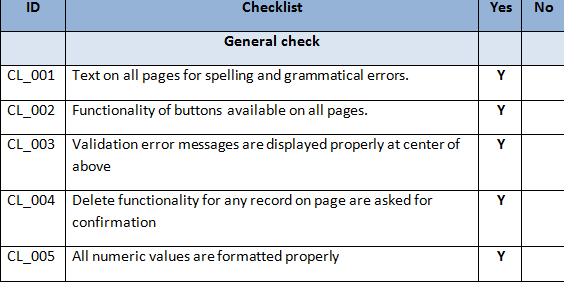 ID Checklist Yes No
General check
CL_001 Text on all pages for spelling and grammatical errors. Y
CL_002 Functionality of buttons available on all pages. Y
CL_003 Validation error messages are displayed properly at center of Y
above
CL_004 Delete functionality for any record on page are asked for Y
confirmation
CL_005 All numeric values are formatted properly Y